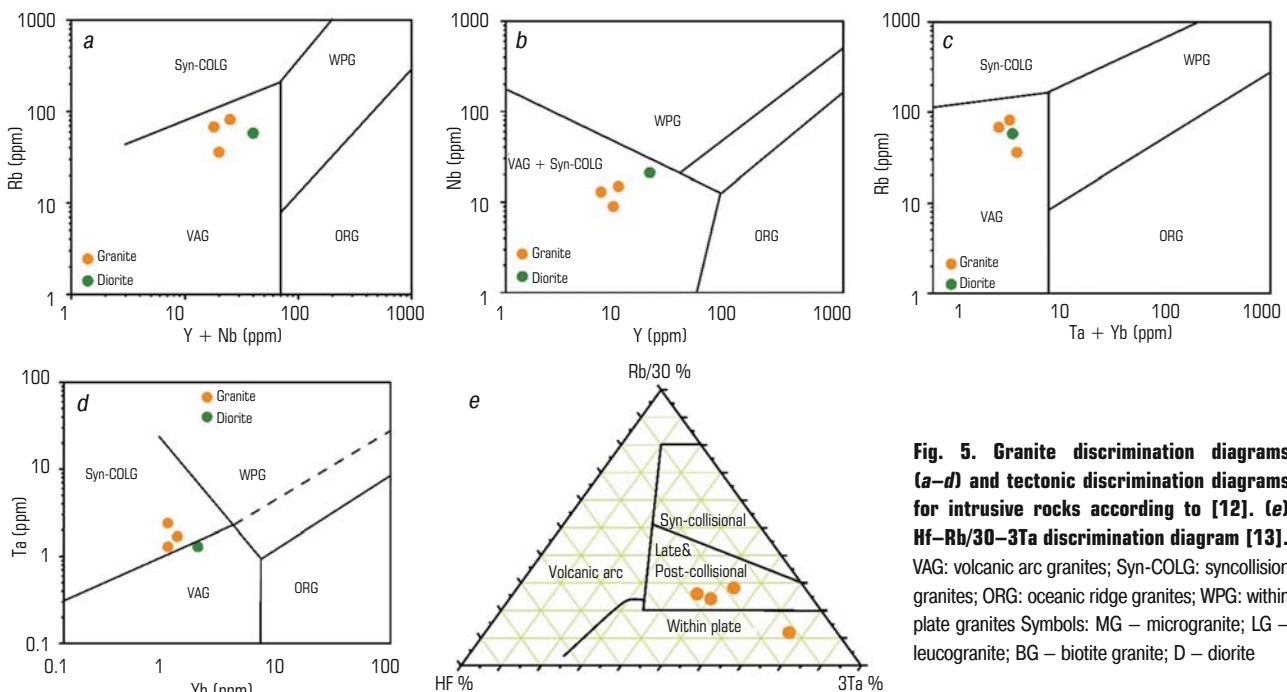 1000
a
Syn-COLG
WPG
100
Rb (ppm)
10
VAG
ORG
Granite
Diorite
1
1
10
100
1000
Y + Nb (ppm)
1000
b
WPG
100
Nb (ppm)
VAG + Syn-COLG
10
ORG
Granite
Diorite
1
1
10
100
1000
Y (ppm)
1000
c
Syn-COLG
WPG
100
Rb (ppm)
10
VAG
ORG
Granite
Diorite
1
1
10
100
1000
Ta + Yb (ppm)
100
d
Granite
Diorite
10
Syn-COLG
WPG
Ta (ppm)
1
VAG
ORG
0.1
0.1
1
10
100
Yb (ppm)
e
Rb/30 %
Syn-collisional
Late&
Post-collisional
Volcanic arc
Within plate
HF %
3Ta %
Fig. 5. Granite discrimination diagrams
(a–d) and tectonic discrimination diagrams
for intrusive rocks according to [12]. (e)
Hf–Rb/30–3Ta discrimination diagram [13].
VAG: volcanic arc granites; Syn-COLG: syncollision
granites; ORG: oceanic ridge granites; WPG: within
plate granites Symbols: MG – microgranite; LG –
leucogranite; BG – biotite granite; D – diorite